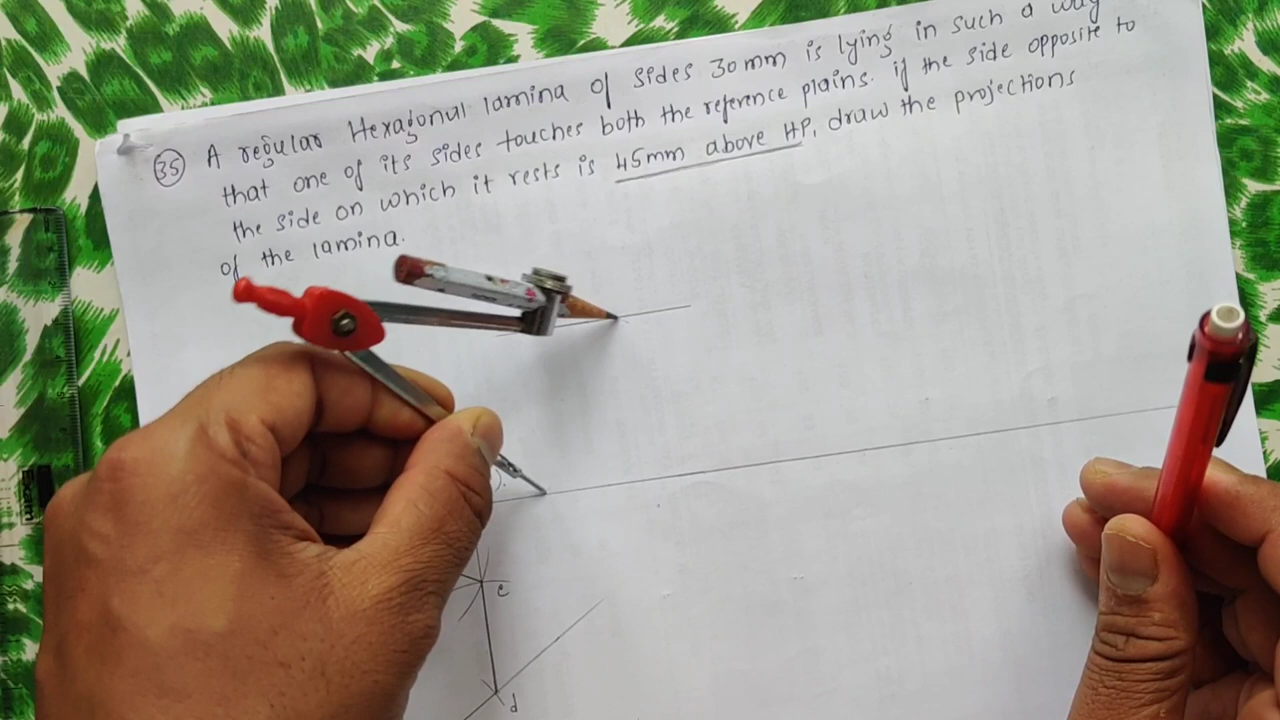 35 A regular Hexagonal lamina of sides 30mm is lying in such a way
that one of its sides touches both the reference plains. if the side opposite to
the side on which it rests is 45mm above HP, draw the projections
of the lamina.
c
d